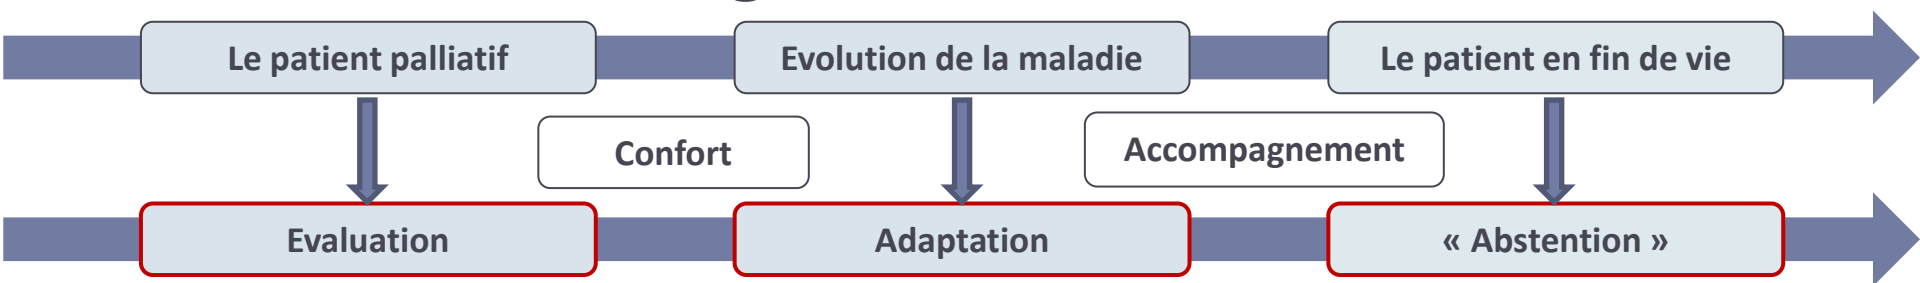 Le patient palliatif
Evolution de la maladie
Le patient en fin de vie
Confort
Accompagnement
Evaluation
Adaptation
« Abstention »